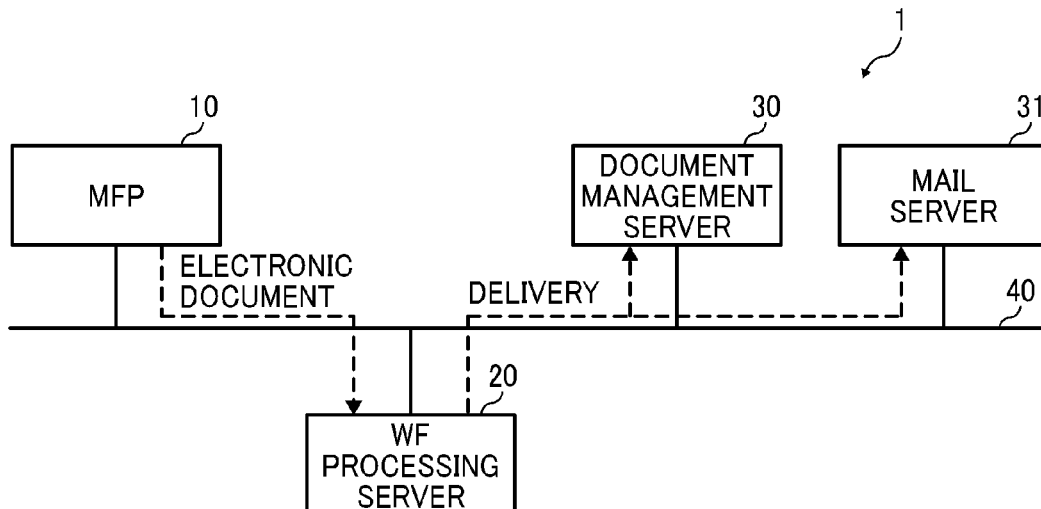 1
10
30
31
MFP
DOCUMENT
MANAGEMENT
SERVER
MAIL
SERVER
ELECTRONIC
DOCUMENT
DELIVERY
40
20
WF
PROCESSING
SERVER